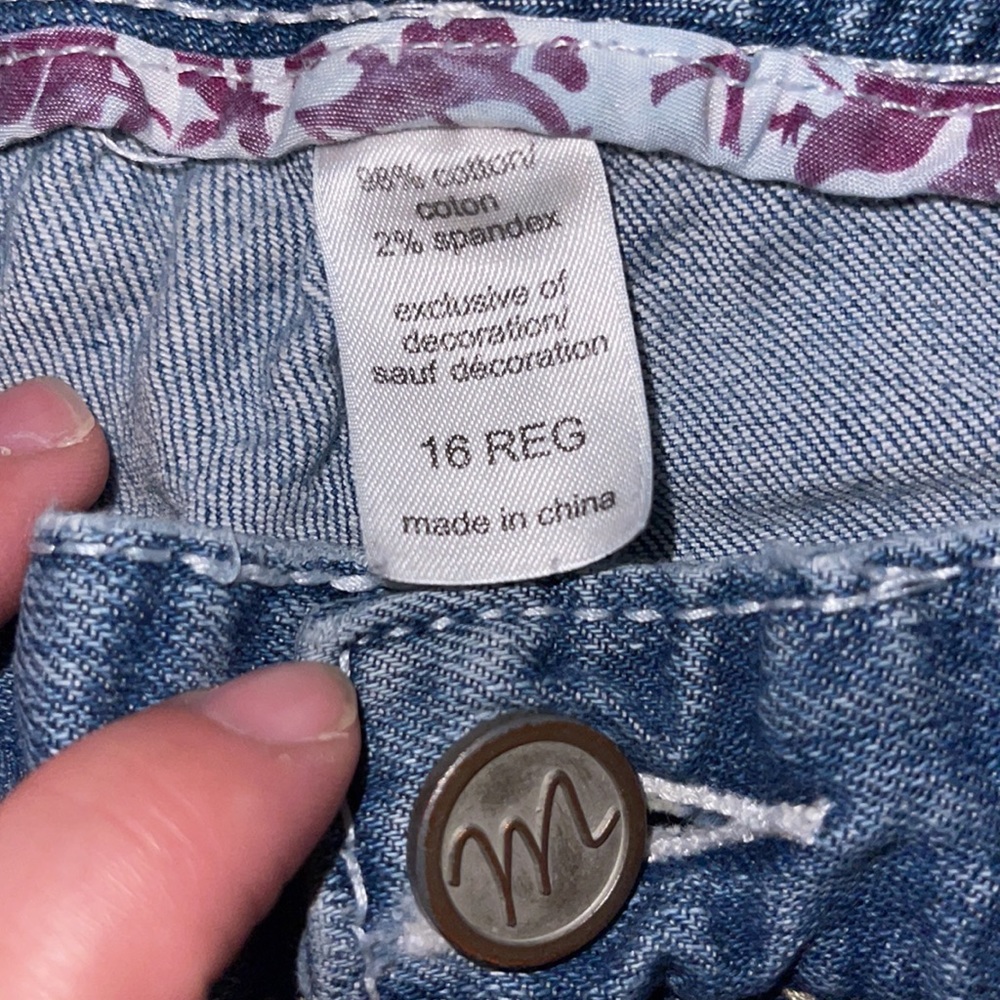 98% cotton/
coton
2% spandex
exclusive of
decoration/
sauf décoration
16 REG
made in china
m